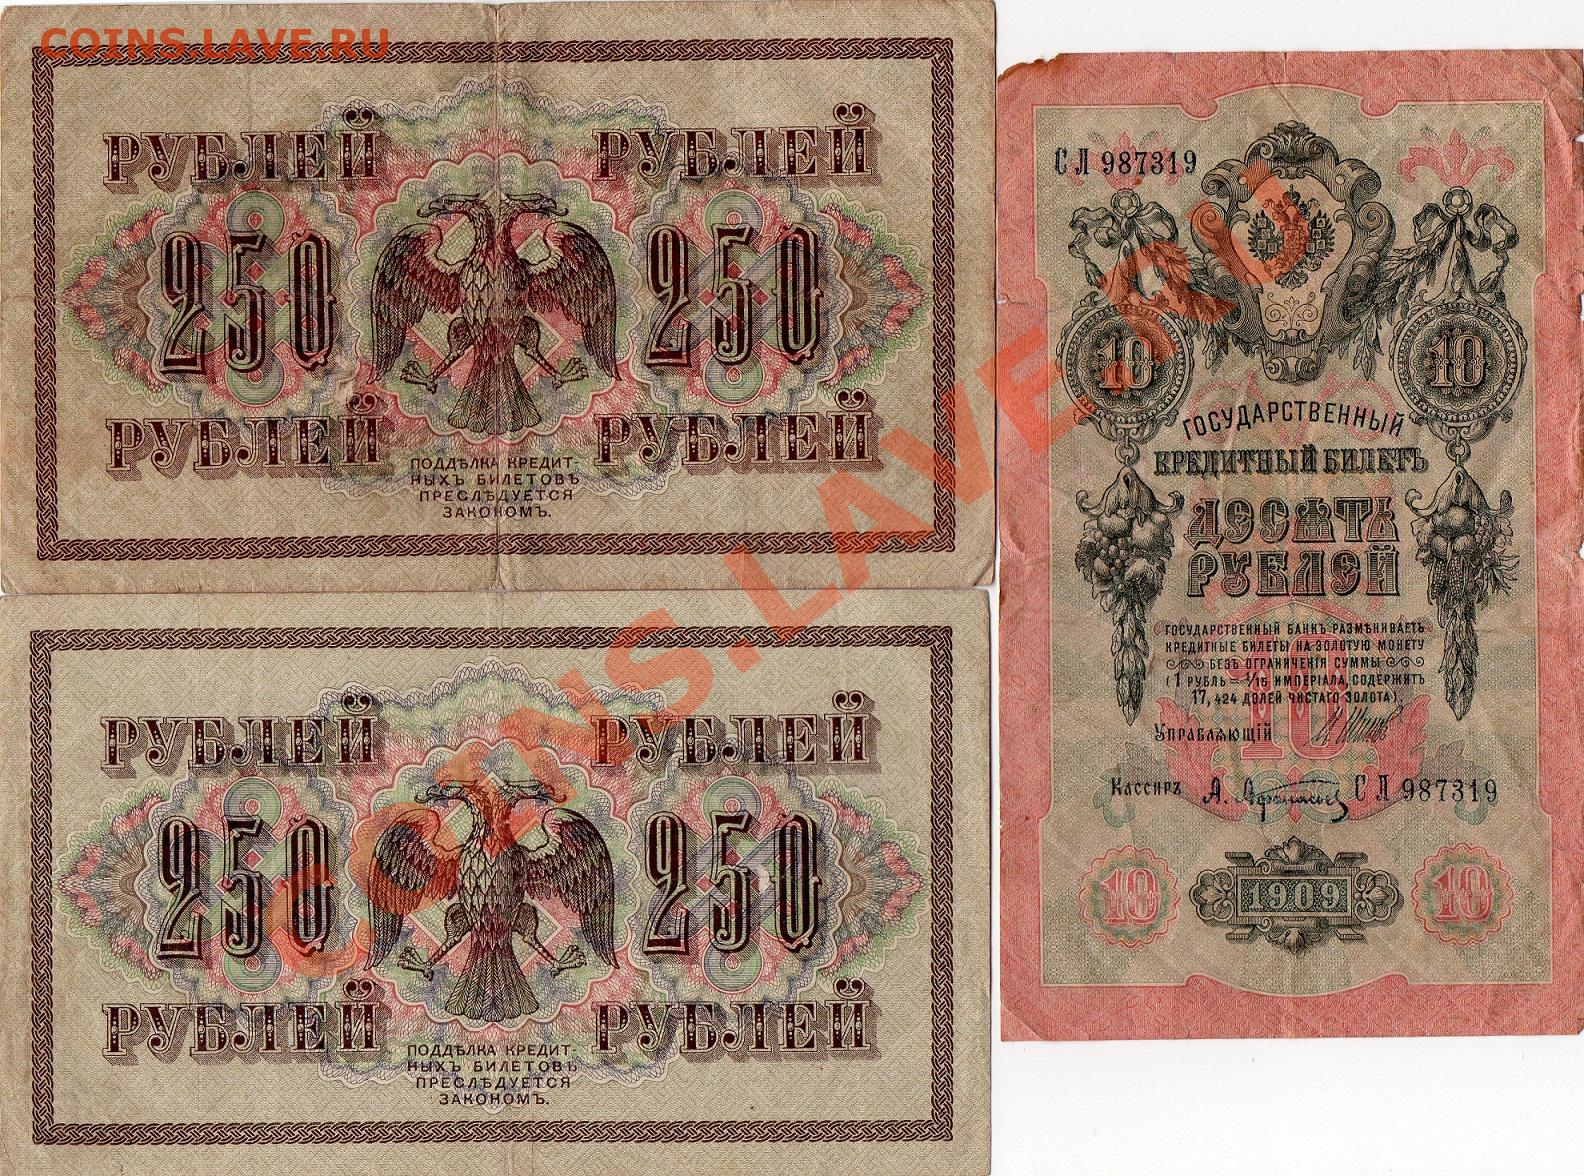 COINS.LAVE.RU
РУБЛЕЙ РУБЛЕЙ
250 250
РУБЛЕЙ РУБЛЕЙ
ПОДДѢЛКА КРЕДИТ-
НЫХЪ БИЛЕТОВЪ
ПРЕСЛѢДУЕТСЯ
ЗАКОНОМЪ.
РУБЛЕЙ РУБЛЕЙ
250 250
РУБЛЕЙ РУБЛЕЙ
ПОДДѢЛКА КРЕДИТ-
НЫХЪ БИЛЕТОВЪ
ПРЕСЛѢДУЕТСЯ
ЗАКОНОМЪ.
СЛ 987319
10 10
ГОСУДАРСТВЕННЫЙ
КРЕДИТНЫЙ БИЛЕТЪ
ДЕСЯТЬ
РУБЛЕЙ
ГОСУДАРСТВЕННЫЙ БАНКЪ РАЗМѢНИВАЕТЪ
КРЕДИТНЫЕ БИЛЕТЫ НА ЗОЛОТУЮ МОНЕТУ
БЕЗЪ ОГРАНИЧЕНІЯ СУММЫ
(1 РУБЛЬ = 1/15 ИМПЕРІАЛА, СОДЕРЖИТЪ
17,424 ДОЛЕЙ ЧИСТАГО ЗОЛОТА).
10
Управляющій
Кассиръ А. Афанасьев СЛ 987319
10 1909 10
COINS.LAVE.RU